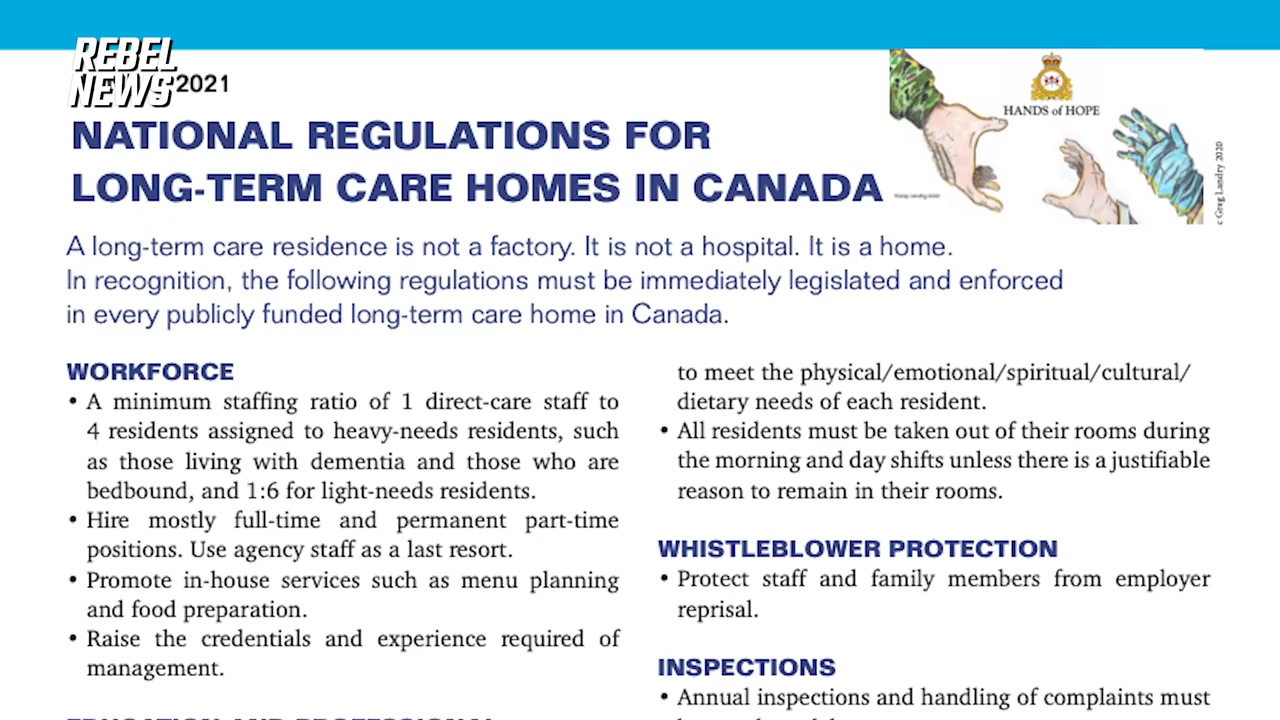 REBEL
NEWS
2021
HANDS of HOPE
c Greg Landry 2020
NATIONAL REGULATIONS FOR
LONG-TERM CARE HOMES IN CANADA
A long-term care residence is not a factory. It is not a hospital. It is a home.
In recognition, the following regulations must be immediately legislated and enforced
in every publicly funded long-term care home in Canada.
WORKFORCE
• A minimum staffing ratio of 1 direct-care staff to
4 residents assigned to heavy-needs residents, such
as those living with dementia and those who are
bedbound, and 1:6 for light-needs residents.
• Hire mostly full-time and permanent part-time
positions. Use agency staff as a last resort.
• Promote in-house services such as menu planning
and food preparation.
• Raise the credentials and experience required of
management.
EDUCATION AND PROFESSIONAL
to meet the physical/emotional/spiritual/cultural/
dietary needs of each resident.
• All residents must be taken out of their rooms during
the morning and day shifts unless there is a justifiable
reason to remain in their rooms.
WHISTLEBLOWER PROTECTION
• Protect staff and family members from employer
reprisal.
INSPECTIONS
• Annual inspections and handling of complaints must